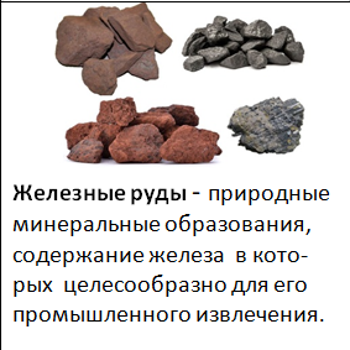 Железные руды - природные
минеральные образования,
содержание железа в кото-
рых целесообразно для его
промышленного извлечения.